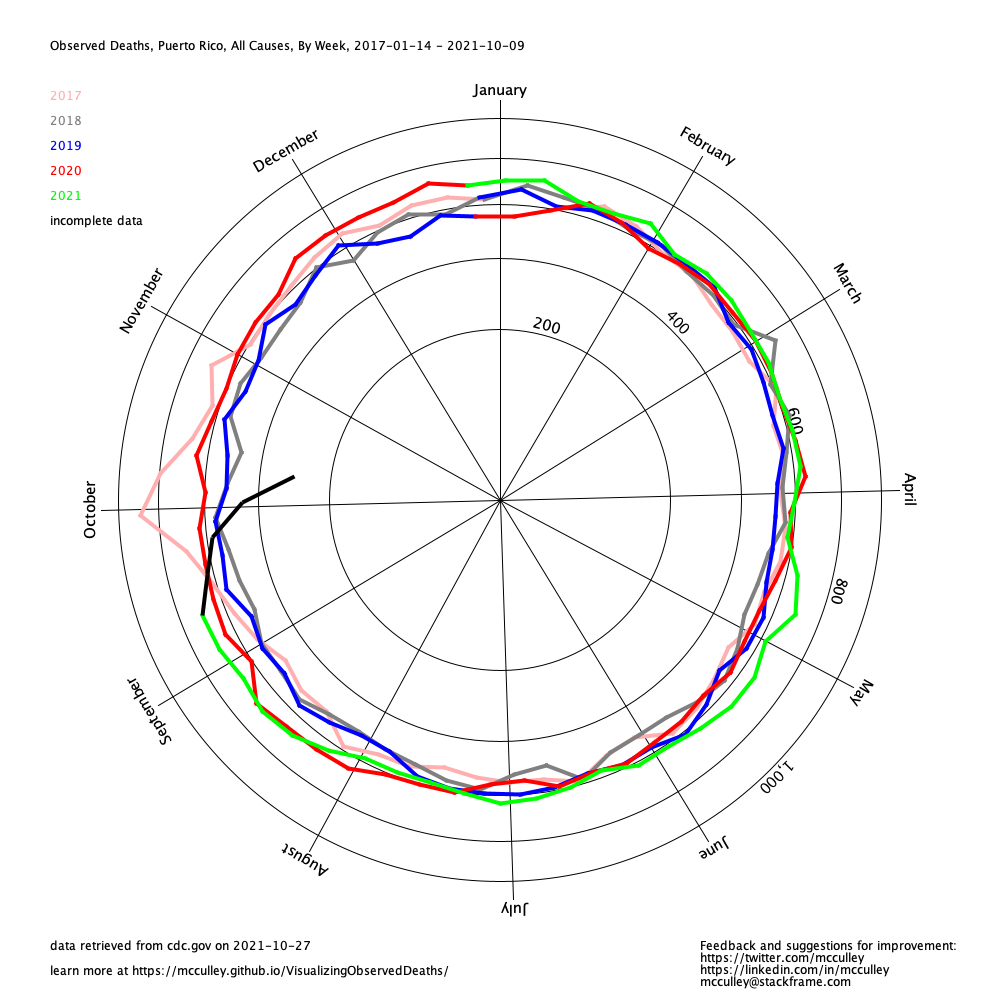 Observed Deaths, Puerto Rico, All Causes, By Week, 2017-01-14 - 2021-10-09
January
2017
2018
2019
2020
2021
incomplete data
December
February
November
March
200
400
600
October
April
800
September
May
1,000
August
June
July
data retrieved from cdc.gov on 2021-10-27
learn more at https://mcculley.github.io/VisualizingObservedDeaths/
Feedback and suggestions for improvement:
https://twitter.com/mcculley
https://linkedin.com/in/mcculley
mcculley@stackframe.com